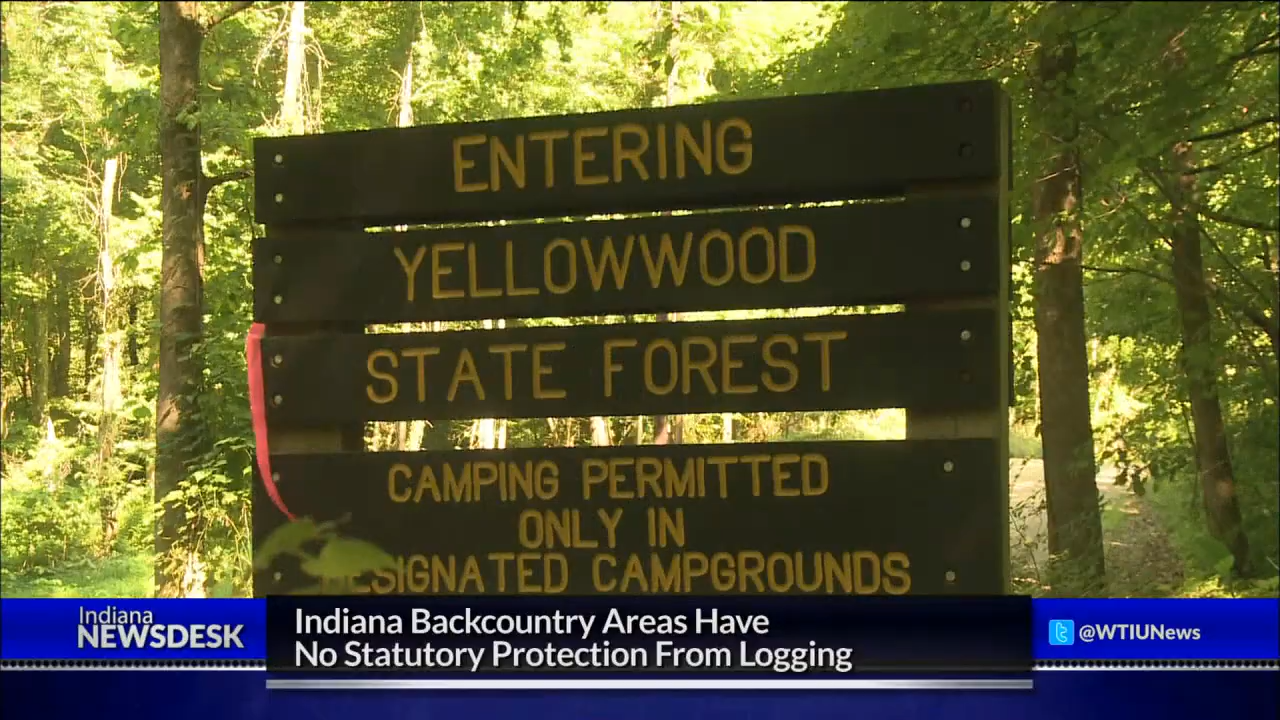 ENTERING
YELLOWWOOD
STATE FOREST
CAMPING PERMITTED
ONLY IN
DESIGNATED CAMPGROUNDS
Indiana
NEWSDESK
Indiana Backcountry Areas Have
No Statutory Protection From Logging
@WTIUNews